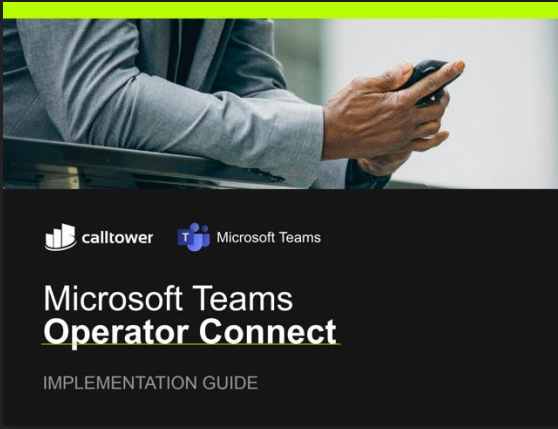 calltower
T
Microsoft Teams
Microsoft Teams
Operator Connect
IMPLEMENTATION GUIDE